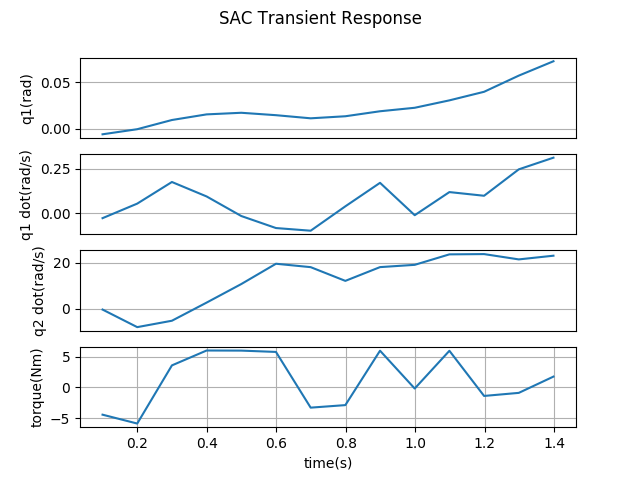 SAC Transient Response
q1(rad)
0.05
0.00
q1 dot(rad/s)
0.25
0.00
q2 dot(rad/s)
20
0
torque(Nm)
5
0
−5
0.2 0.4 0.6 0.8 1.0 1.2 1.4
time(s)